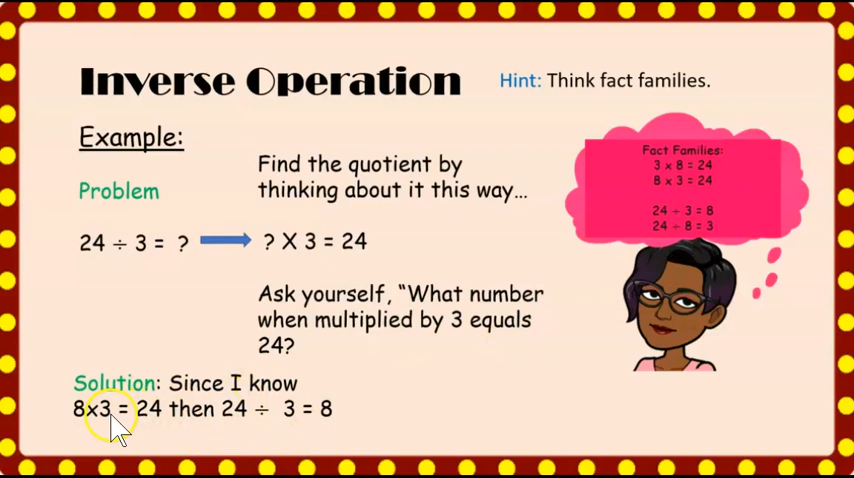 Inverse Operation
Hint: Think fact families.
Example:
Problem
24 ÷ 3 = ?
Find the quotient by
thinking about it this way…
? X 3 = 24
Ask yourself, “What number
when multiplied by 3 equals
24?
Solution: Since I know
8x3 = 24 then 24 ÷ 3 = 8
Fact Families:
3 x 8 = 24
8 x 3 = 24
24 ÷ 3 = 8
24 ÷ 8 = 3